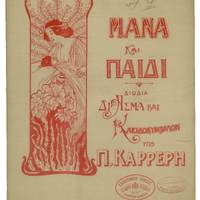 ΜΑΝΑ
ΚΑΙ
ΠΑΙΔΙ
ΔΙΩΔΙΑ
ΔΙ' ΑΣΜΑ ΚΑΙ
ΚΛΕΙΔΟΚΥΜΒΑΛΟΝ
ΥΠΟ
Π. ΚΑΡΡΕΡΗ